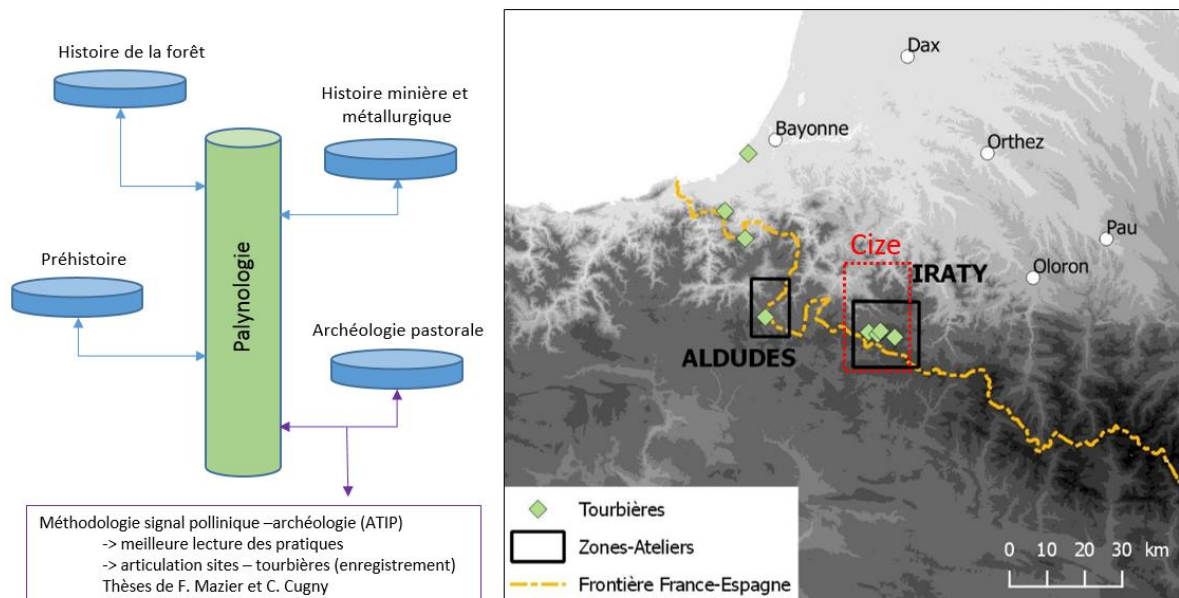 Histoire de la forêt
Histoire minière et
métallurgique
Préhistoire
Palynologie
Archéologie pastorale
Méthodologie signal pollinique –archéologie (ATIP)
-> meilleure lecture des pratiques
-> articulation sites – tourbières (enregistrement)
Thèses de F. Mazier et C. Cugny
Dax
Bayonne
Orthez
Pau
Cize
IRATY
Oloron
ALDUDES
Tourbières
Zones-Ateliers
Frontière France-Espagne
0 10 20 30 km